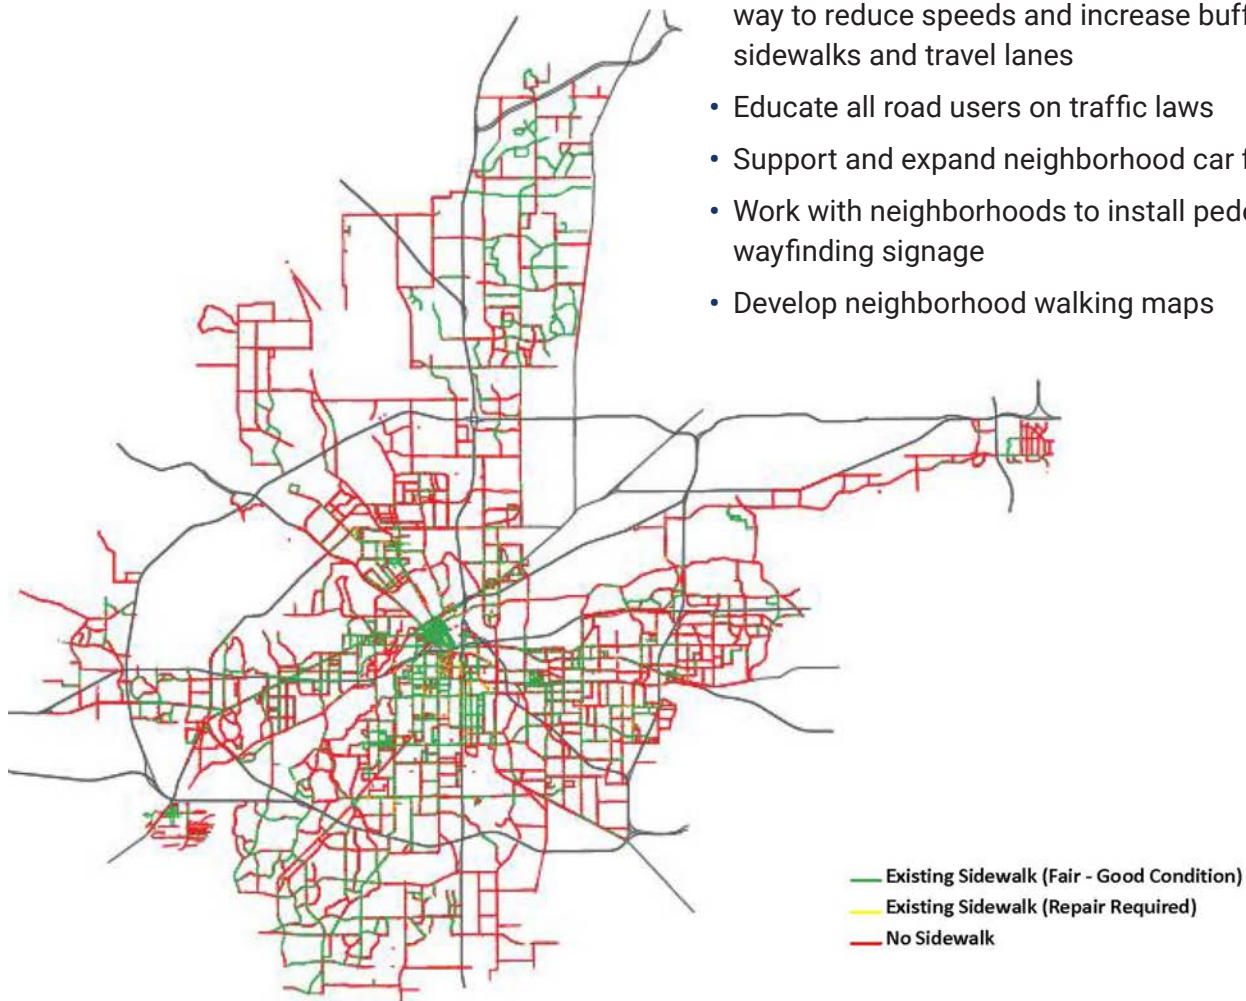 way to reduce speeds and increase
sidewalks and travel lanes
• Educate all road users on traffic laws
• Support and expand neighborhood car
• Work with neighborhoods to install
wayfinding signage
• Develop neighborhood walking maps
Existing Sidewalk (Fair - Good Condition)
Existing Sidewalk (Repair Required)
No Sidewalk